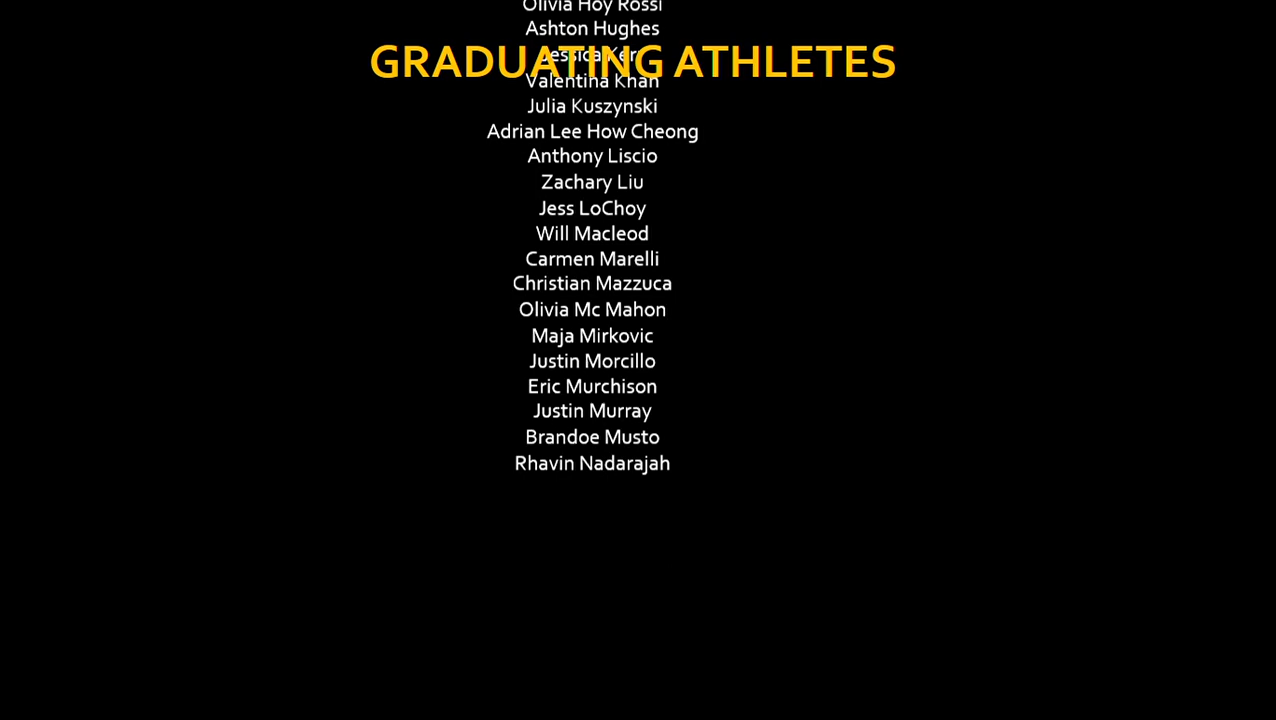 Olivia Hoy Rossi
Ashton Hughes
GRADUATING ATHLETES
Jessica
Valentina Khan
Julia Kuszynski
Adrian Lee How Cheong
Anthony Liscio
Zachary Liu
Jess LoChoy
Will Macleod
Carmen Marelli
Christian Mazzuca
Olivia Mc Mahon
Maja Mirkovic
Justin Morcillo
Eric Murchison
Justin Murray
Brandoe Musto
Rhavin Nadarajah